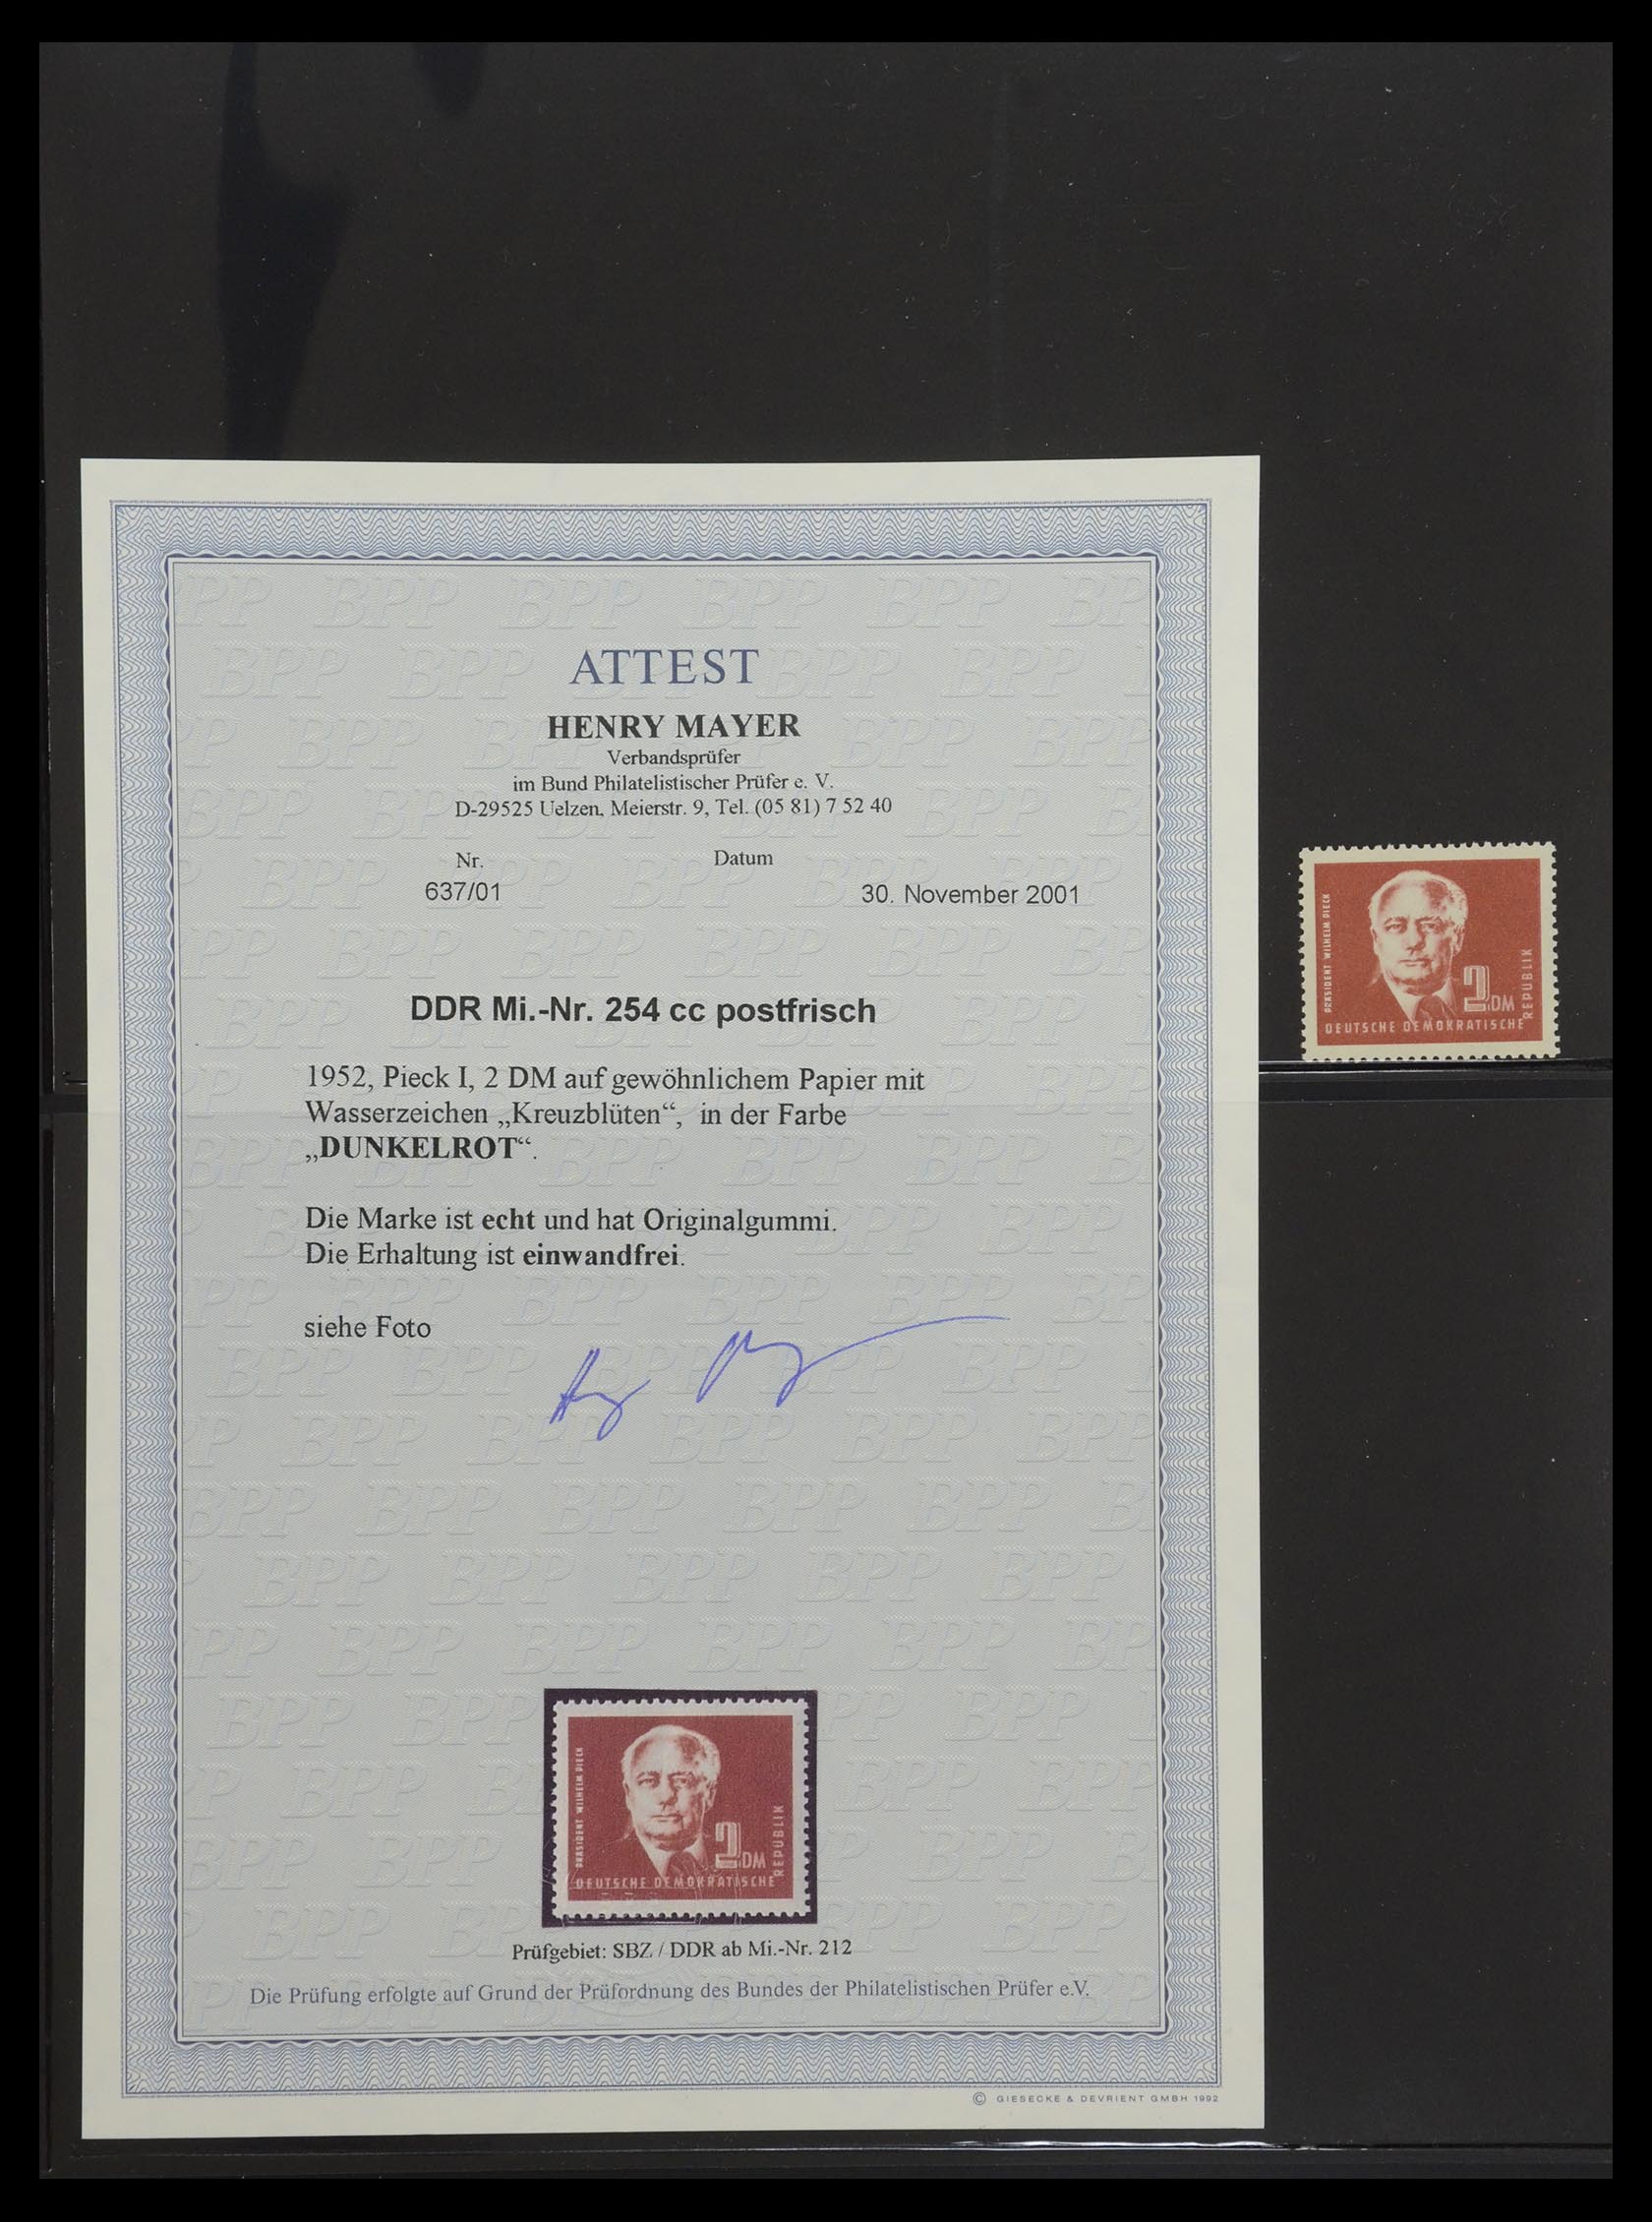 ATTEST
HENRY MAYER
Verbandsprüfer
im Bund Philatelistischer Prüfer e. V.
D-29525 Uelzen, Meierstr. 9, Tel. (05 81) 7 52 40
Nr. Datum
637/01 30. November 2001
DDR Mi.-Nr. 254 cc postfrisch
1952, Pieck I, 2 DM auf gewöhnlichem Papier mit
Wasserzeichen „Kreuzblüten“, in der Farbe
„DUNKELROT“.
Die Marke ist echt und hat Originalgummi.
Die Erhaltung ist einwandfrei.
siehe Foto
PRÄSIDENT WILHELM PIECK
2 DM
DEUTSCHE DEMOKRATISCHE
REPUBLIK
Prüfgebiet: SBZ / DDR ab Mi.-Nr. 212
Die Prüfung erfolgte auf Grund der Prüfordnung des Bundes der Philatelistischen Prüfer e.V.
© GIESECKE & DEVRIENT GMBH 1992
PRÄSIDENT WILHELM PIECK
2 DM
DEUTSCHE DEMOKRATISCHE
REPUBLIK